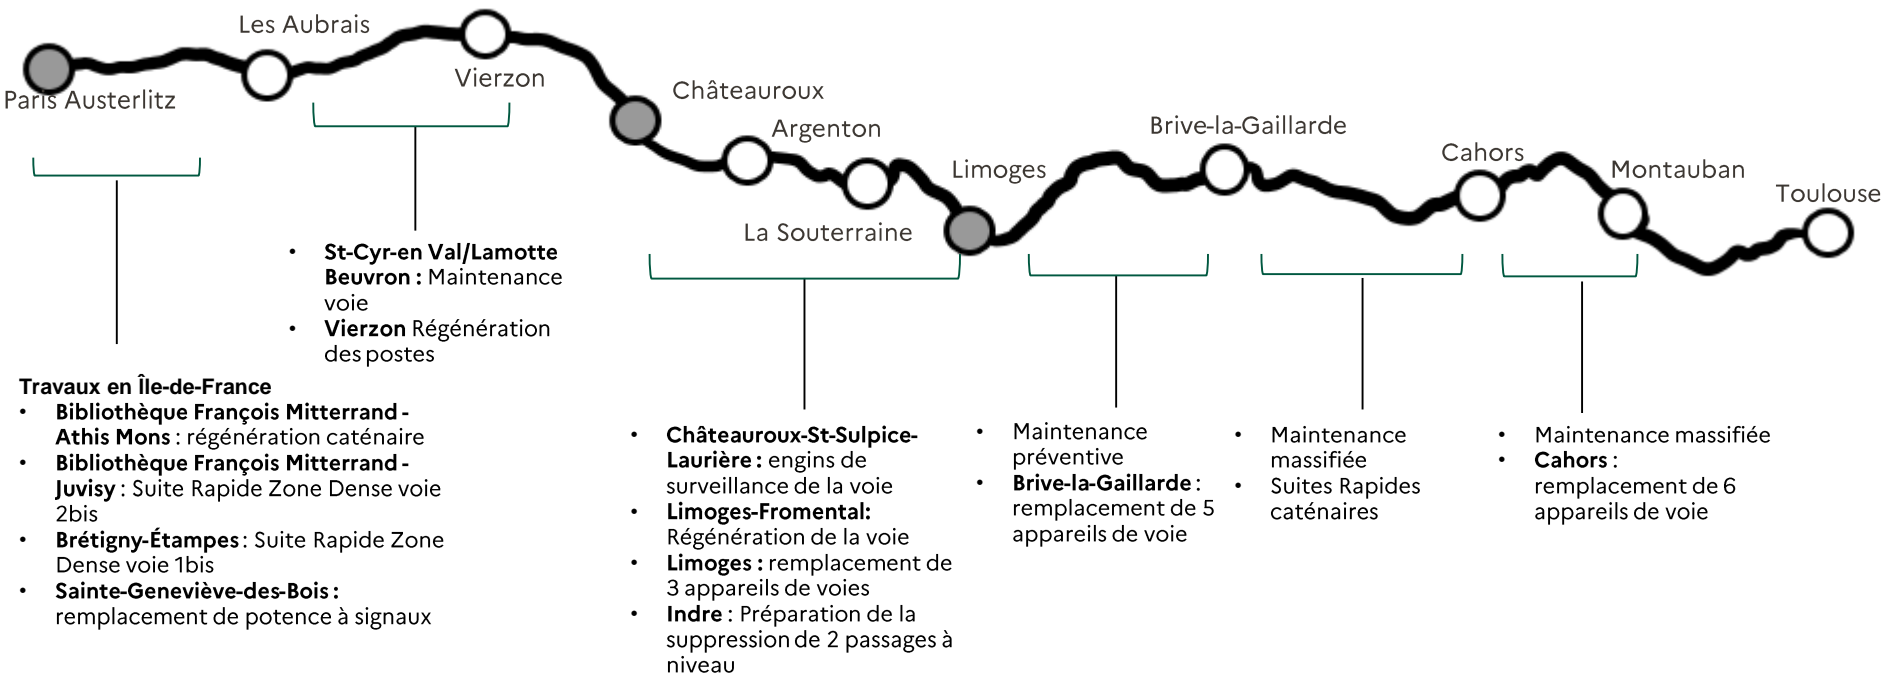 Paris Austerlitz
Les Aubrais
Vierzon
Châteauroux
Argenton
La Souterraine
Limoges
Brive-la-Gaillarde
Cahors
Montauban
Toulouse
Travaux en Île-de-France
• Bibliothèque François Mitterrand -
Athis Mons : régénération caténaire
• Bibliothèque François Mitterrand -
Juvisy : Suite Rapide Zone Dense voie
2bis
• Brétigny-Étampes : Suite Rapide Zone
Dense voie 1bis
• Sainte-Geneviève-des-Bois :
remplacement de potence à signaux
• St-Cyr-en Val/Lamotte
Beuvron : Maintenance
voie
• Vierzon Régénération
des postes
• Châteauroux-St-Sulpice-
Laurière : engins de
surveillance de la voie
• Limoges-Fromental:
Régénération de la voie
• Limoges : remplacement de
3 appareils de voies
• Indre : Préparation de la
suppression de 2 passages à
niveau
• Maintenance
préventive
• Brive-la-Gaillarde :
remplacement de 5
appareils de voie
• Maintenance
massifiée
• Suites Rapides
caténaires
• Maintenance massifiée
• Cahors :
remplacement de 6
appareils de voie